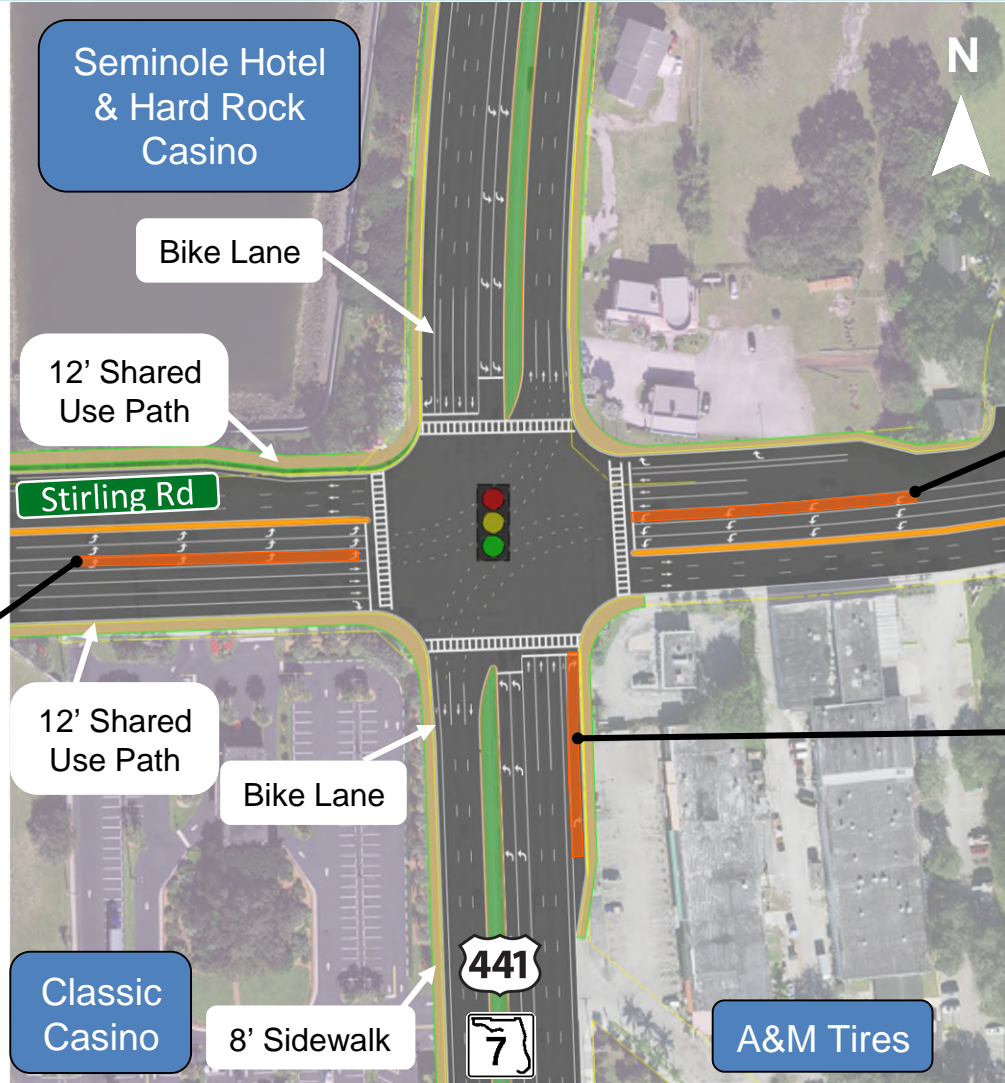 Seminole Hotel
& Hard Rock
Casino
N
Bike Lane
12’ Shared
Use Path
Stirling Rd
12’ Shared
Use Path
Bike Lane
441
Classic
Casino
8’ Sidewalk
7
A&M Tires